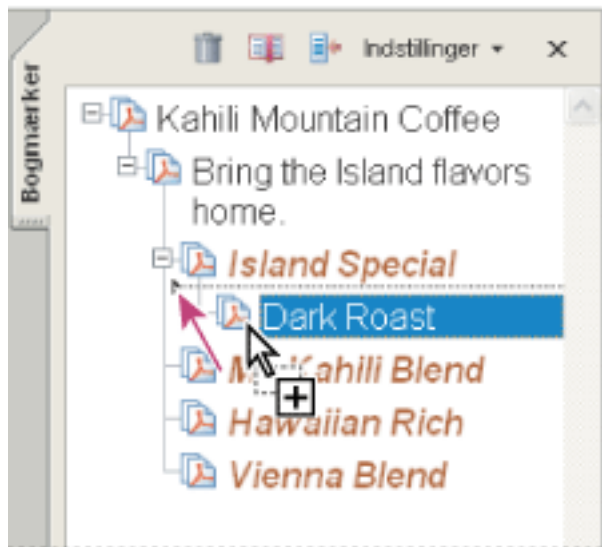 Indstillinger
Bogmærker
Kahili Mountain Coffee
Bring the Island flavors
home.
Island Special
Dark Roast
Kahili Blend
Hawaiian Rich
Vienna Blend